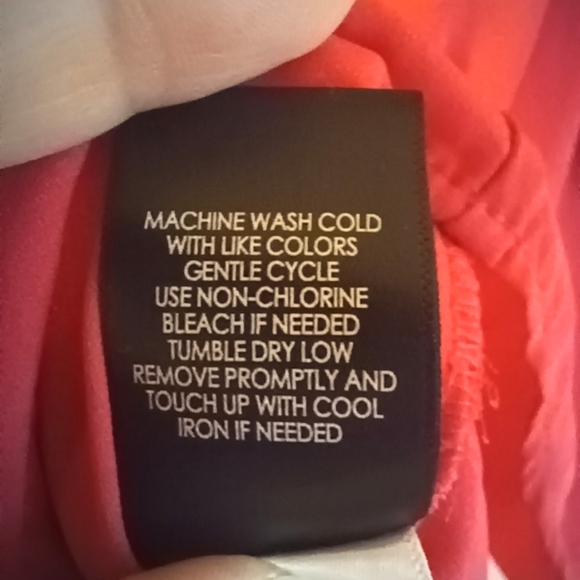 MACHINE WASH COLD
WITH LIKE COLORS
GENTLE CYCLE
USE NON-CHLORINE
BLEACH IF NEEDED
TUMBLE DRY LOW
REMOVE PROMPTLY AND
TOUCH UP WITH COOL
IRON IF NEEDED